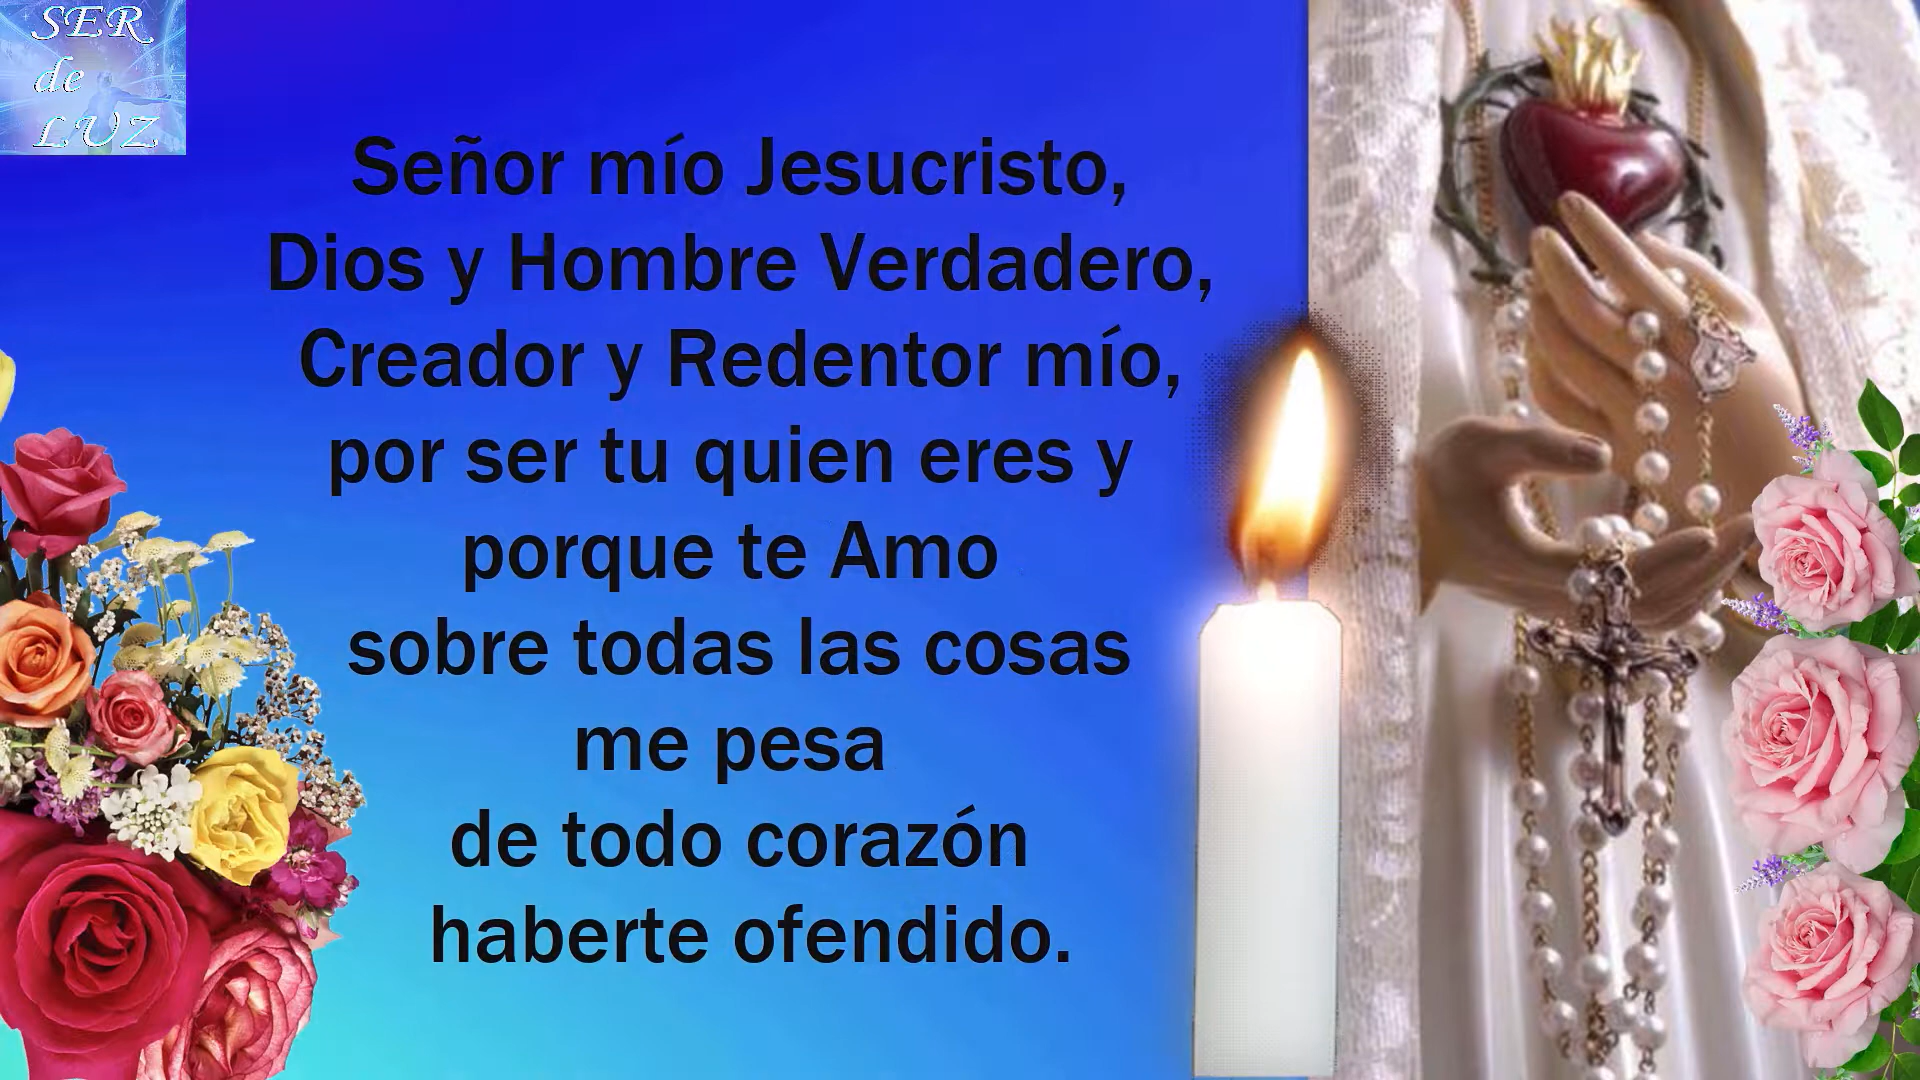 SER
de
LUZ
Señor mío Jesucristo,
Dios y Hombre Verdadero,
Creador y Redentor mío,
por ser tu quien eres y
porque te Amo
sobre todas las cosas
me pesa
de todo corazón
haberte ofendido.